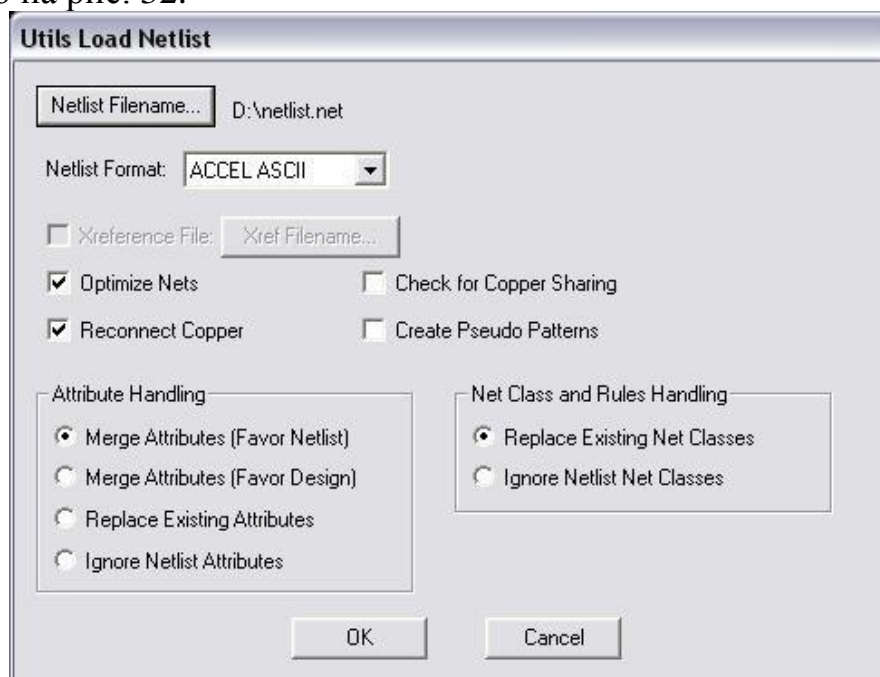 на рис. 32.
Utils Load Netlist
Netlist Filename... D:\netlist.net
Netlist Format: ACCEL ASCII
Xreference File: Xref Filename...
Optimize Nets Check for Copper Sharing
Reconnect Copper Create Pseudo Patterns
Attribute Handling Net Class and Rules Handling
Merge Attributes (Favor Netlist) Replace Existing Net Classes
Merge Attributes (Favor Design) Ignore Netlist Net Classes
Replace Existing Attributes
Ignore Netlist Attributes
OK Cancel